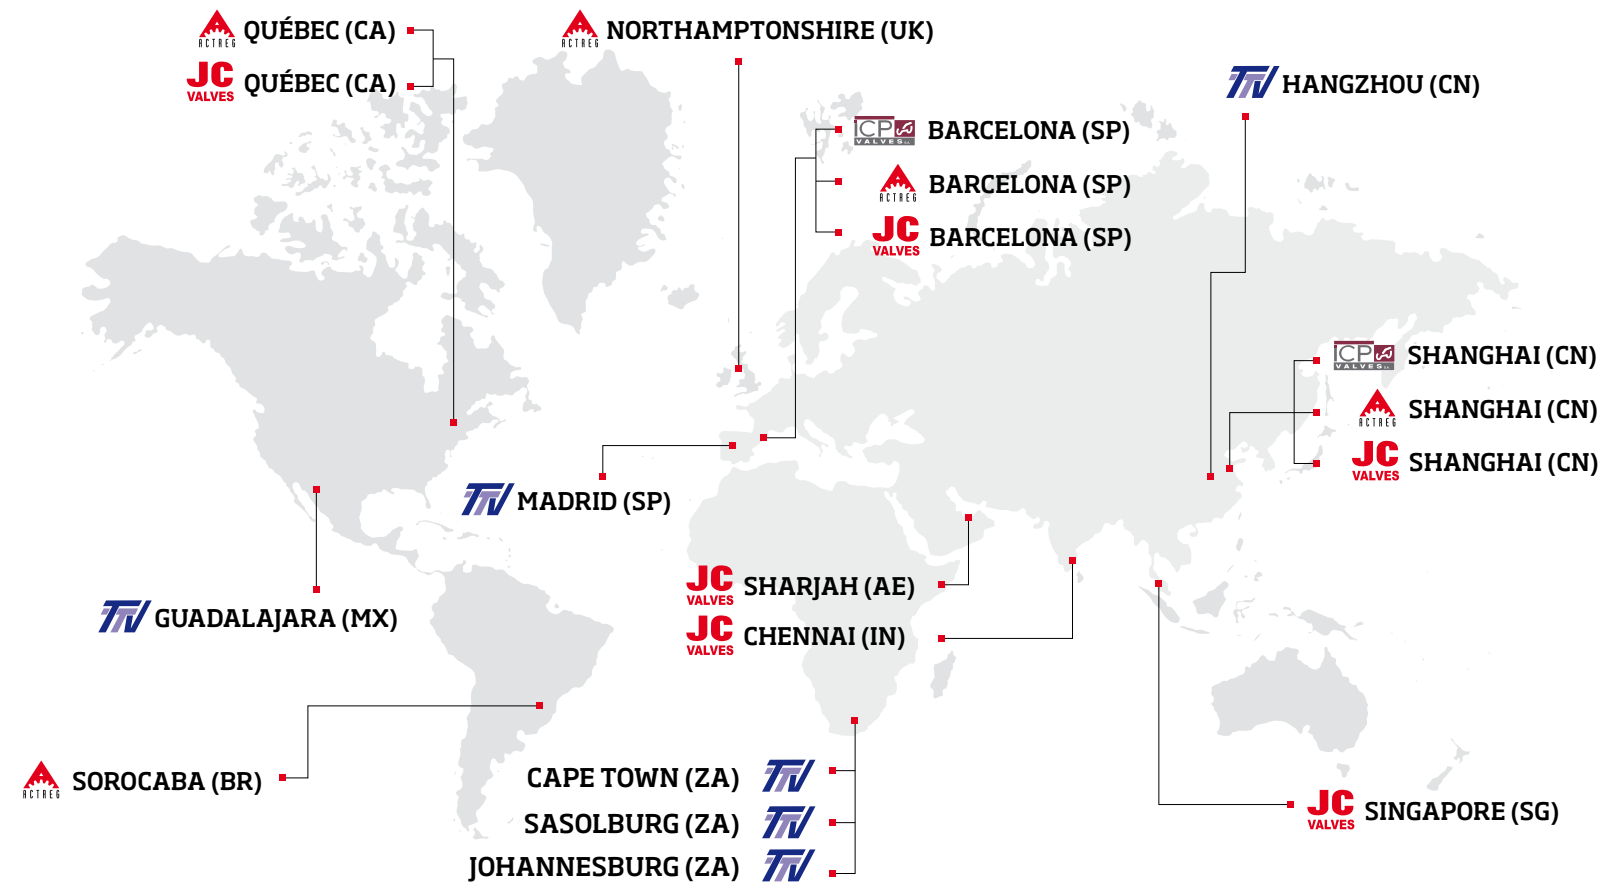 ACTREG QUÉBEC (CA)
JC VALVES QUÉBEC (CA)
ACTREG NORTHAMPTONSHIRE (UK)
TTV HANGZHOU (CN)
ICP VALVES BARCELONA (SP)
ACTREG BARCELONA (SP)
JC VALVES BARCELONA (SP)
ICP VALVES SHANGHAI (CN)
ACTREG SHANGHAI (CN)
JC VALVES SHANGHAI (CN)
TTV MADRID (SP)
JC VALVES SHARJAH (AE)
JC VALVES CHENNAI (IN)
TTV GUADALAJARA (MX)
ACTREG SOROCABA (BR)
CAPE TOWN (ZA) TTV
SASOLBURG (ZA) TTV
JOHANNESBURG (ZA) TTV
JC VALVES SINGAPORE (SG)